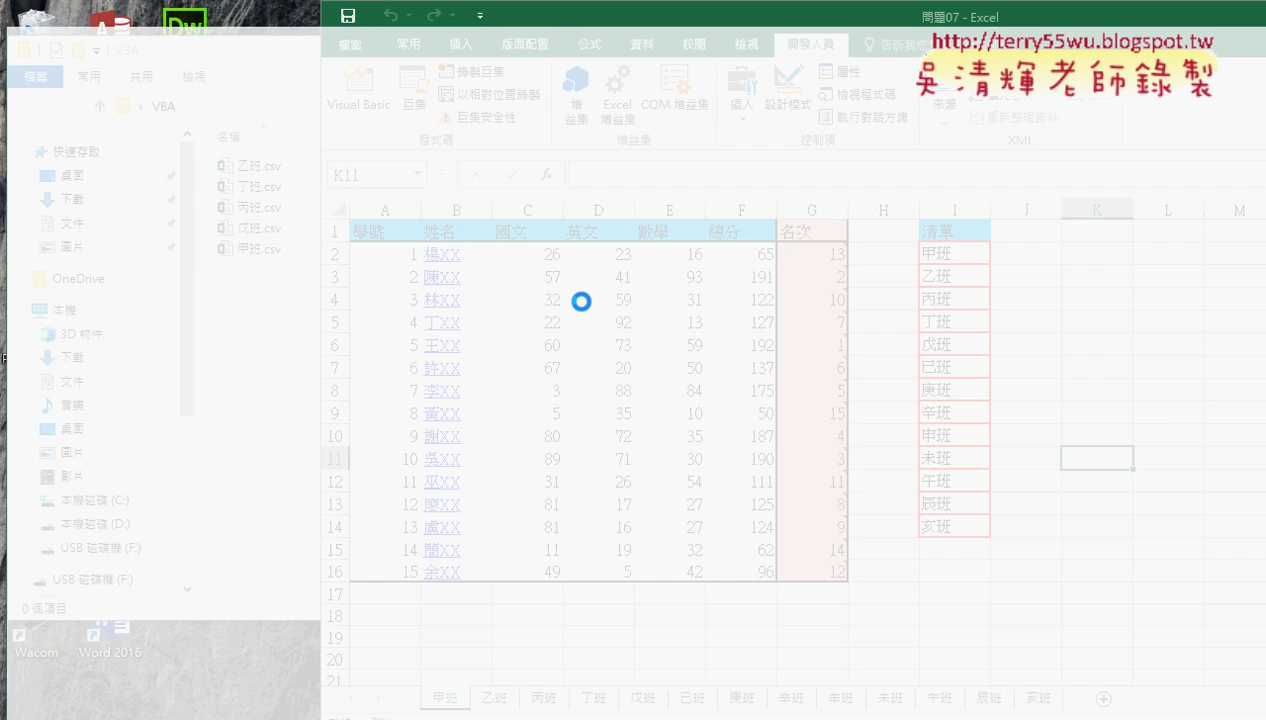 問題07 - Excel
http://terry55wu.blogspot.tw
吳清輝老師錄製
VBA
檔案 常用 共用 檢視
VBA
快速存取
桌面
下載
文件
圖片
OneDrive
本機
3D 物件
下載
文件
音樂
桌面
圖片
影片
本機磁碟 (C:)
本機磁碟 (D:)
USB 磁碟機 (F:)
USB 磁碟機 (F:)
0 個項目
名稱
乙班.csv
丁班.csv
丙班.csv
戊班.csv
甲班.csv
Wacom Word 2016
檔案 常用 插入 版面配置 公式 資料 校閱 檢視 開發人員
Visual Basic 巨集 錄製巨集 以相對位置錄製 巨集安全性 程式碼
增益集 Excel 增益集 COM 增益集 增益集
插入 設計模式 屬性 檢視程式碼 執行對話方塊 控制項
來源 重新整理資料 XML
K11 fx
A B C D E F G H I J K L M
1 學號 姓名 國文 英文 數學 總分 名次 清單
2 1 楊XX 26 23 16 65 13 甲班
3 2 陳XX 57 41 93 191 2 乙班
4 3 林XX 32 59 31 122 10 丙班
5 4 丁XX 22 92 13 127 7 丁班
6 5 王XX 60 73 59 192 1 戊班
7 6 許XX 67 20 50 137 6 已班
8 7 李XX 3 88 84 175 5 庚班
9 8 黃XX 5 35 10 50 15 辛班
10 9 謝XX 80 72 35 187 4 申班
11 10 吳XX 89 71 30 190 3 未班
12 11 巫XX 31 26 54 111 11 午班
13 12 廖XX 81 17 27 125 8 辰班
14 13 盧XX 81 16 27 124 9 亥班
15 14 簡XX 11 19 32 62 14
16 15 余XX 49 5 42 96 12
17
18
19
20
21
甲班 乙班 丙班 丁班 戊班 己班 庚班 辛班 申班 未班 午班 辰班 亥班